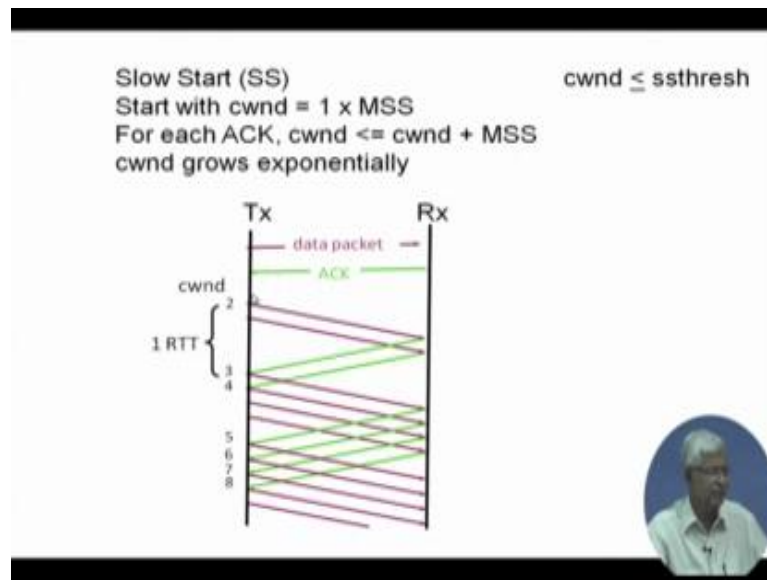 Slow Start (SS)
cwnd ≤ ssthresh
Start with cwnd = 1 x MSS
For each ACK, cwnd <= cwnd + MSS
cwnd grows exponentially
Tx
Rx
data packet
ACK
cwnd
2
1 RTT
3
4
5
6
7
8